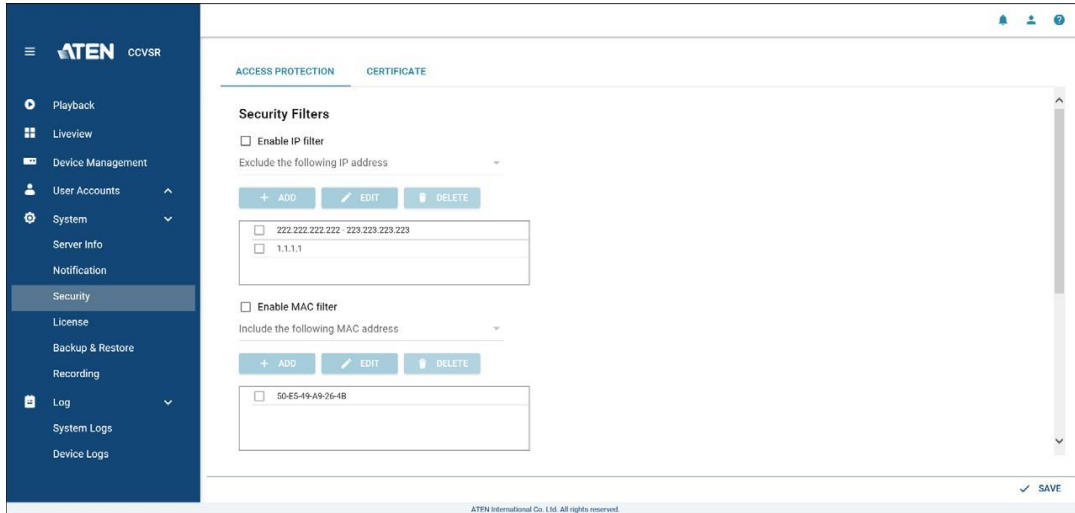 ATEN CCVSR
Playback
Liveview
Device Management
User Accounts
System
Server Info
Notification
Security
License
Backup & Restore
Recording
Log
System Logs
Device Logs
ACCESS PROTECTION CERTIFICATE
Security Filters
Enable IP filter
Exclude the following IP address
+ ADD EDIT DELETE
222.222.222.222 - 223.223.223.223
1.1.1.1
Enable MAC filter
Include the following MAC address
+ ADD EDIT DELETE
50-E5-49-A9-26-4B
SAVE
ATEN International Co. Ltd. All rights reserved.